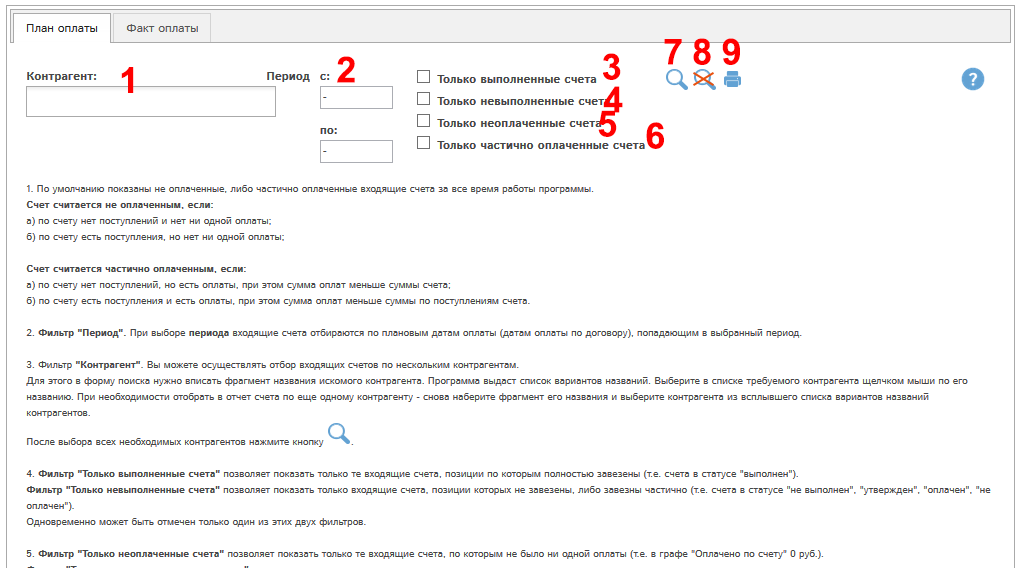 План оплаты
Факт оплаты
Контрагент:
1
Период с:
2
-
по:
-
Только выполненные счета
3
Только невыполненные счета
4
Только неоплаченные счета
5
Только частично оплаченные счета
6
7 8 9
?
1. По умолчанию показаны не оплаченные, либо частично оплаченные входящие счета за все время работы программы.
Счет считается не оплаченным, если:
а) по счету нет поступлений и нет ни одной оплаты;
б) по счету есть поступления, но нет ни одной оплаты;
Счет считается частично оплаченным, если:
а) по счету нет поступлений, но есть оплаты, при этом сумма оплат меньше суммы счета;
б) по счету есть поступления и есть оплаты, при этом сумма оплат меньше суммы по поступлениям счета.
2. Фильтр "Период". При выборе периода входящие счета отбираются по плановым датам оплаты (датам оплаты по договору), попадающим в выбранный период.
3. Фильтр "Контрагент". Вы можете осуществлять отбор входящих счетов по нескольким контрагентам.
Для этого в форму поиска нужно вписать фрагмент названия искомого контрагента. Программа выдаст список вариантов названий. Выберите в списке требуемого контрагента щелчком мыши по его
названию. При необходимости отобрать в отчет счета по еще одному контрагенту - снова наберите фрагмент его названия и выберите контрагента из всплывшего списка вариантов названий
контрагентов.
После выбора всех необходимых контрагентов нажмите кнопку .
4. Фильтр "Только выполненные счета" позволяет показать только те входящие счета, позиции по которым полностью завезены (т.е. счета в статусе "выполнен").
Фильтр "Только невыполненные счета" позволяет показать только входящие счета, позиции которых не завезены, либо завезны частично (т.е. счета в статусе "не выполнен", "утвержден", "оплачен", "не
оплачен").
Одновременно может быть отмечен только один из этих двух фильтров.
5. Фильтр "Только неоплаченные счета" позволяет показать только те входящие счета, по которым не было ни одной оплаты (т.е. в графе "Оплачено по счету" 0 руб.).